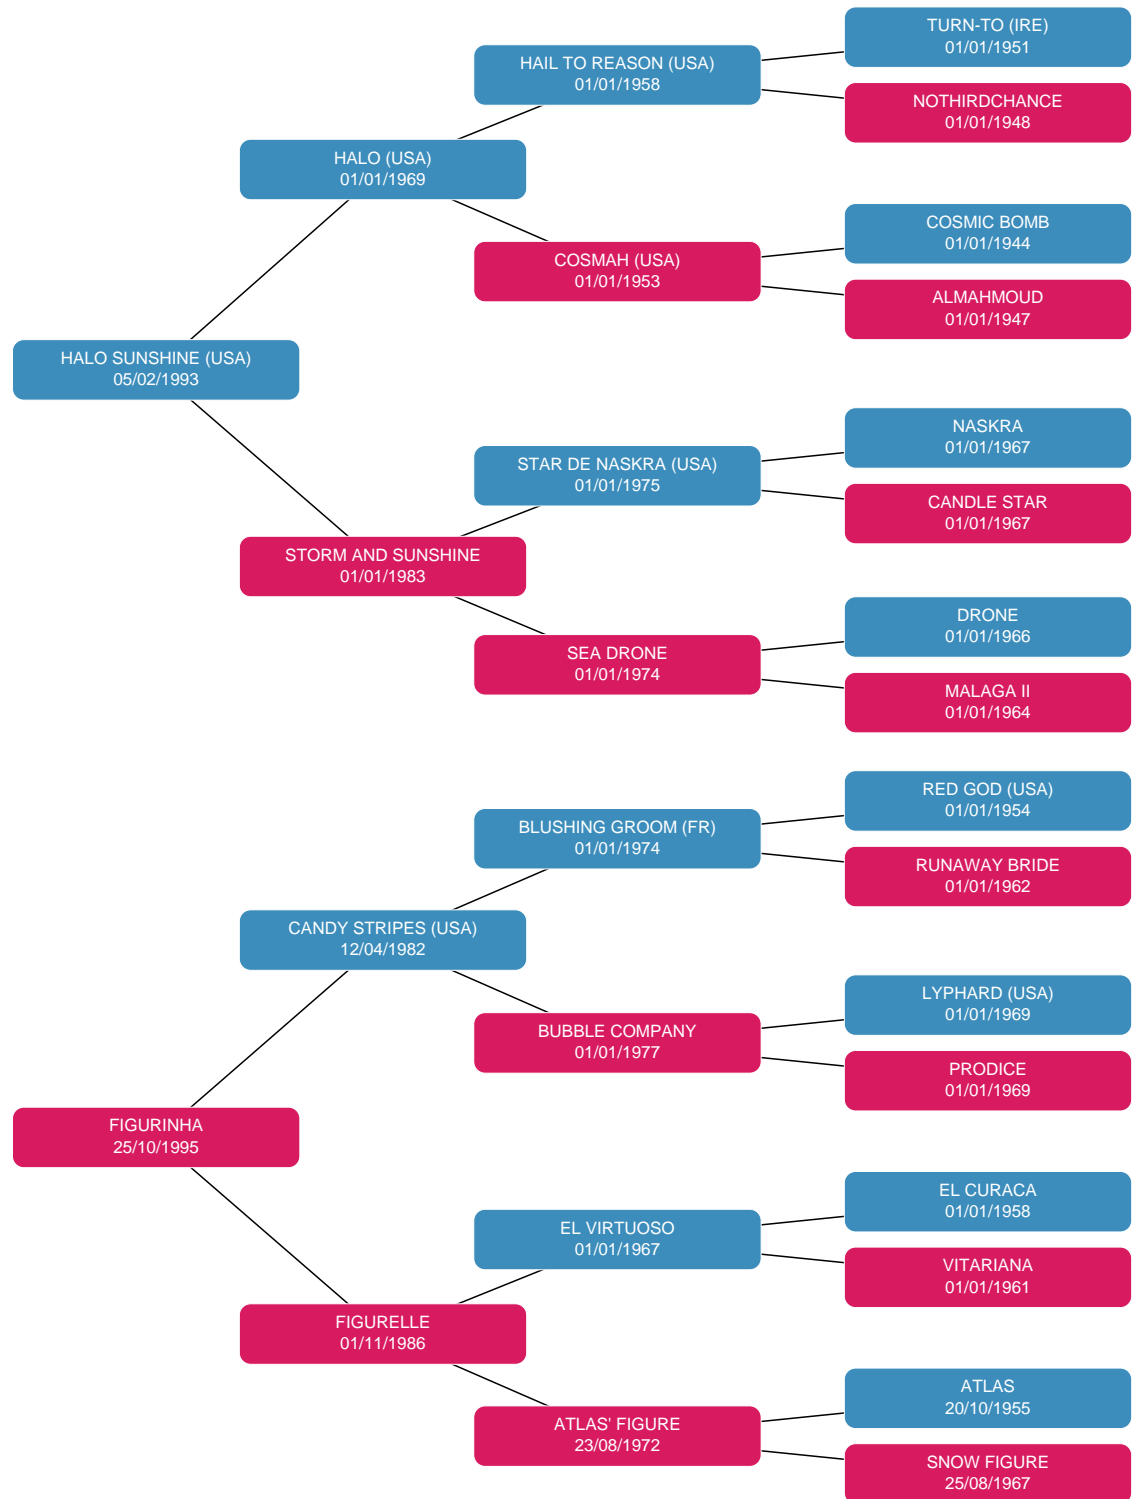 TURN-TO (IRE)
01/01/1951
HAIL TO REASON (USA)
01/01/1958
NOTHIRDCHANCE
01/01/1948
HALO (USA)
01/01/1969
COSMIC BOMB
01/01/1944
COSMAH (USA)
01/01/1953
ALMAHMOUD
01/01/1947
HALO SUNSHINE (USA)
05/02/1993
NASKRA
01/01/1967
STAR DE NASKRA (USA)
01/01/1975
CANDLE STAR
01/01/1967
STORM AND SUNSHINE
01/01/1983
DRONE
01/01/1966
SEA DRONE
01/01/1974
MALAGA II
01/01/1964
RED GOD (USA)
01/01/1954
BLUSHING GROOM (FR)
01/01/1974
RUNAWAY BRIDE
01/01/1962
CANDY STRIPES (USA)
12/04/1982
LYPHARD (USA)
01/01/1969
BUBBLE COMPANY
01/01/1977
PRODICE
01/01/1969
FIGURINHA
25/10/1995
EL CURACA
01/01/1958
EL VIRTUOSO
01/01/1967
VITARIANA
01/01/1961
FIGURELLE
01/11/1986
ATLAS
20/10/1955
ATLAS' FIGURE
23/08/1972
SNOW FIGURE
25/08/1967